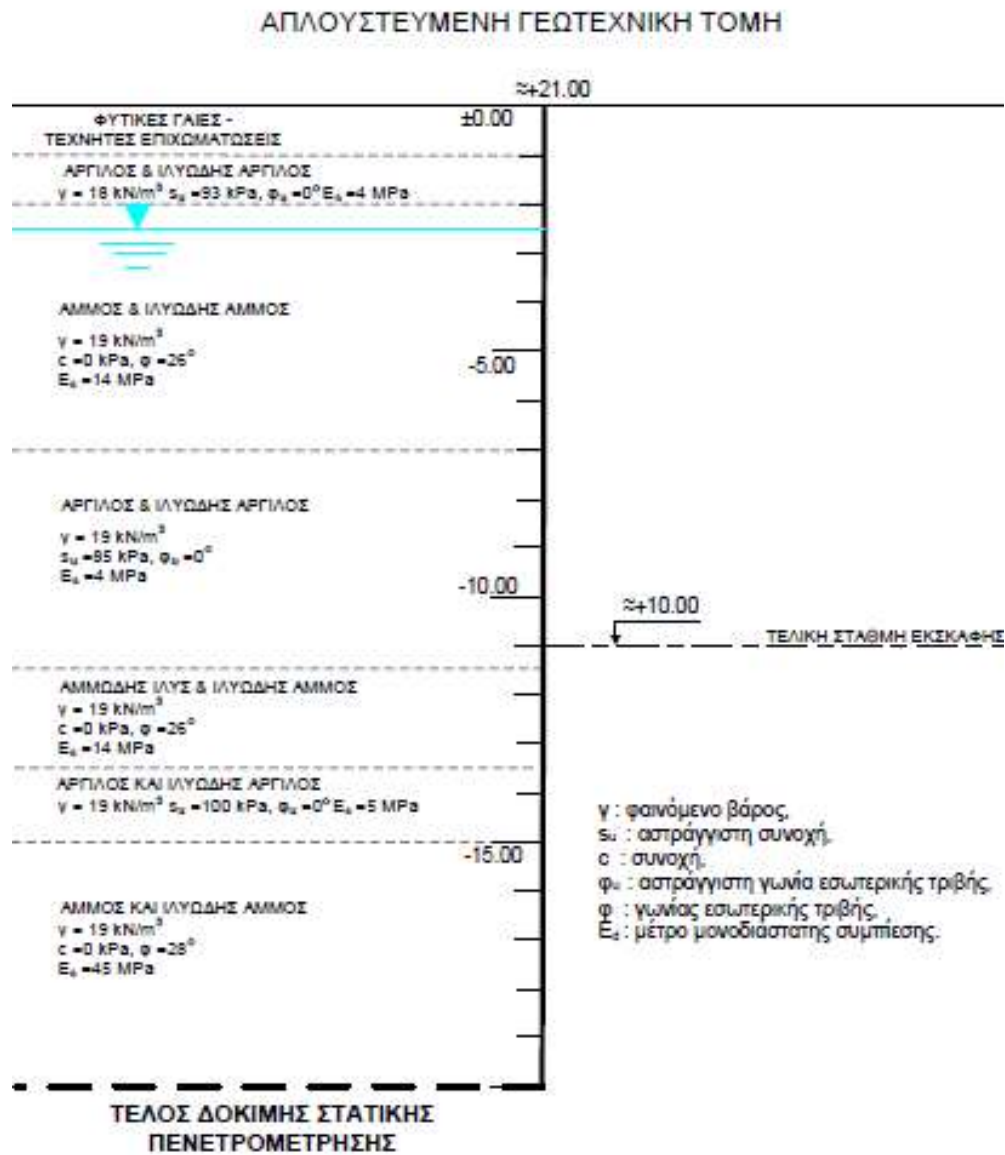 ΑΠΛΟΥΣΤΕΥΜΕΝΗ ΓΕΩΤΕΧΝΙΚΗ ΤΟΜΗ
≈+21.00
±0.00
ΦΥΤΙΚΕΣ ΓΑΙΕΣ -
ΤΕΧΝΗΤΕΣ ΕΠΙΧΩΜΑΤΩΣΕΙΣ
ΑΡΓΙΛΟΣ & ΙΛΥΩΔΗΣ ΑΡΓΙΛΟΣ
γ = 18 kN/m³ sᵤ =93 kPa, φᵤ =0° Eₛ =4 MPa
ΑΜΜΟΣ & ΙΛΥΩΔΗΣ ΑΜΜΟΣ
γ = 19 kN/m³
c =0 kPa, φ =26°
Eₛ =14 MPa
-5.00
ΑΡΓΙΛΟΣ & ΙΛΥΩΔΗΣ ΑΡΓΙΛΟΣ
γ = 19 kN/m³
sᵤ =85 kPa, φᵤ =0°
Eₛ =4 MPa
-10.00
≈+10.00
ΤΕΛΙΚΗ ΣΤΑΘΜΗ ΕΚΣΚΑΦΗΣ
ΑΜΜΩΔΗΣ ΙΛΥΣ & ΙΛΥΩΔΗΣ ΑΜΜΟΣ
γ = 19 kN/m³
c =0 kPa, φ =26°
Eₛ =14 MPa
ΑΡΓΙΛΟΣ ΚΑΙ ΙΛΥΩΔΗΣ ΑΡΓΙΛΟΣ
γ = 19 kN/m³ sᵤ =100 kPa, φᵤ =0° Eₛ =5 MPa
-15.00
ΑΜΜΟΣ ΚΑΙ ΙΛΥΩΔΗΣ ΑΜΜΟΣ
γ = 19 kN/m³
c =0 kPa, φ =28°
Eₛ =45 MPa
γ : φαινόμενο βάρος,
sᵤ : αστράγγιστη συνοχή,
c : συνοχή,
φᵤ : αστράγγιστη γωνία εσωτερικής τριβής,
φ : γωνίας εσωτερικής τριβής,
Eₛ : μέτρο μονοδιάστατης συμπίεσης.
ΤΕΛΟΣ ΔΟΚΙΜΗΣ ΣΤΑΤΙΚΗΣ
ΠΕΝΕΤΡΟΜΕΤΡΗΣΗΣ